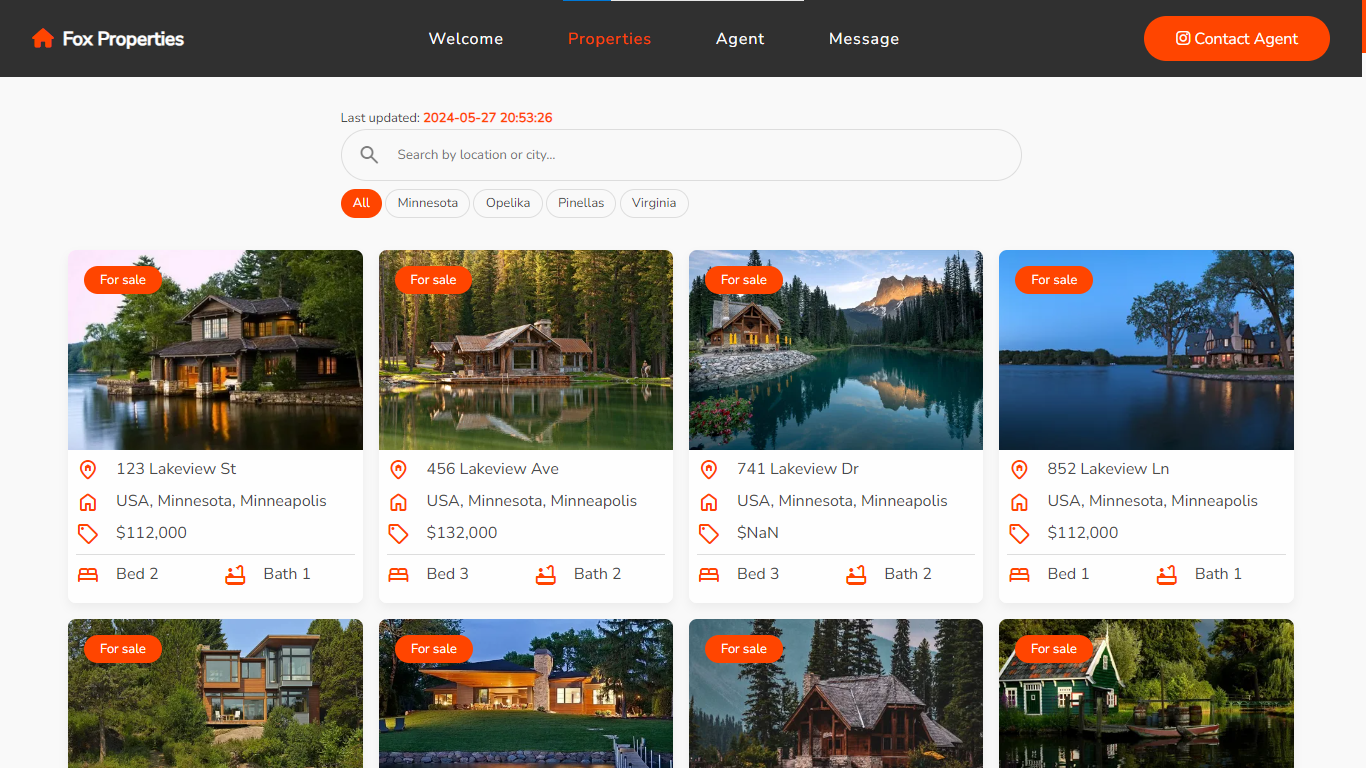 Fox Properties
Welcome
Properties
Agent
Message
Contact Agent
Last updated: 2024-05-27 20:53:26
Search by location or city...
All
Minnesota
Opelika
Pinellas
Virginia
For sale
123 Lakeview St
USA, Minnesota, Minneapolis
$112,000
Bed 2
Bath 1
For sale
456 Lakeview Ave
USA, Minnesota, Minneapolis
$132,000
Bed 3
Bath 2
For sale
741 Lakeview Dr
USA, Minnesota, Minneapolis
$NaN
Bed 3
Bath 2
For sale
852 Lakeview Ln
USA, Minnesota, Minneapolis
$112,000
Bed 1
Bath 1
For sale
For sale
For sale
For sale